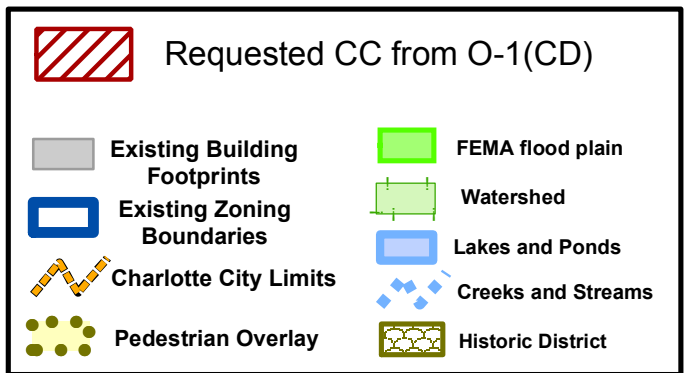 Requested CC from O-1(CD)
Existing Building
Footprints
Existing Zoning
Boundaries
Charlotte City Limits
Pedestrian Overlay
FEMA flood plain
Watershed
Lakes and Ponds
Creeks and Streams
Historic District